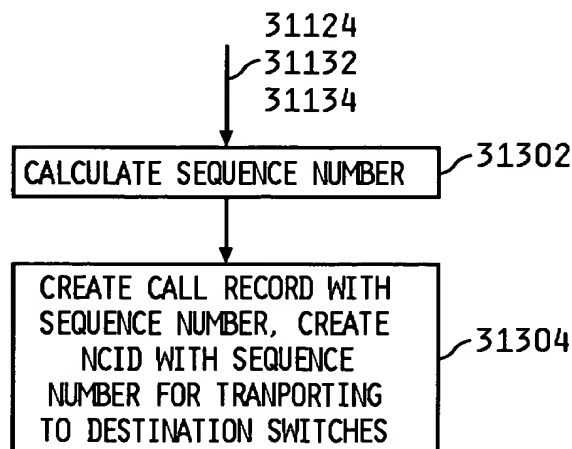 31124
31132
31134
CALCULATE SEQUENCE NUMBER
31302
CREATE CALL RECORD WITH
SEQUENCE NUMBER, CREATE
NCID WITH SEQUENCE
NUMBER FOR TRANPORTING
TO DESTINATION SWITCHES
31304